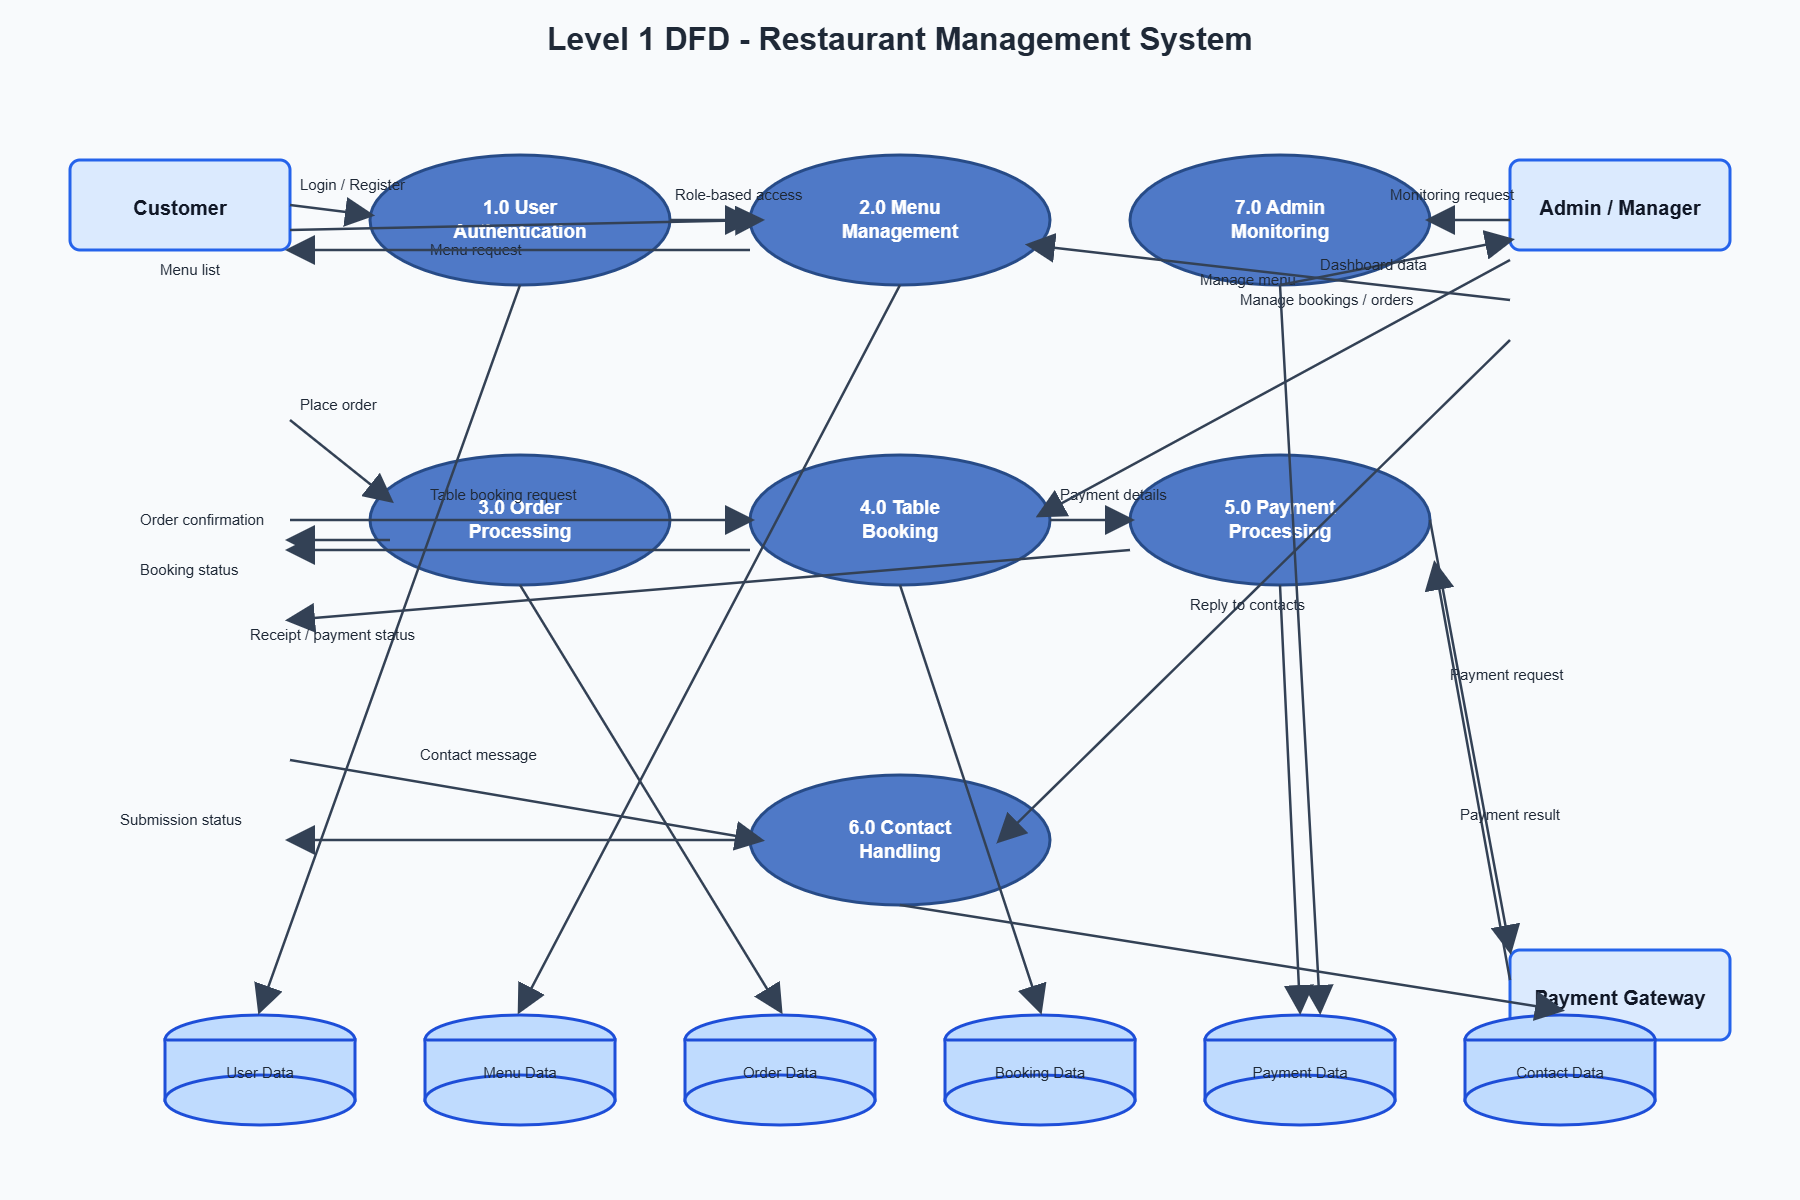 Level 1 DFD - Restaurant Management System
Customer
Login / Register
1.0 User
Authentication
Role-based access
2.0 Menu
Management
7.0 Admin
Monitoring
Monitoring request
Admin / Manager
Menu request
Menu list
Dashboard data
Manage menu
Manage bookings / orders
Place order
Table booking request
3.0 Order
Processing
4.0 Table
Booking
Payment details
5.0 Payment
Processing
Order confirmation
Booking status
Receipt / payment status
Reply to contacts
Payment request
Contact message
Submission status
6.0 Contact
Handling
Payment result
Payment Gateway
User Data
Menu Data
Order Data
Booking Data
Payment Data
Contact Data